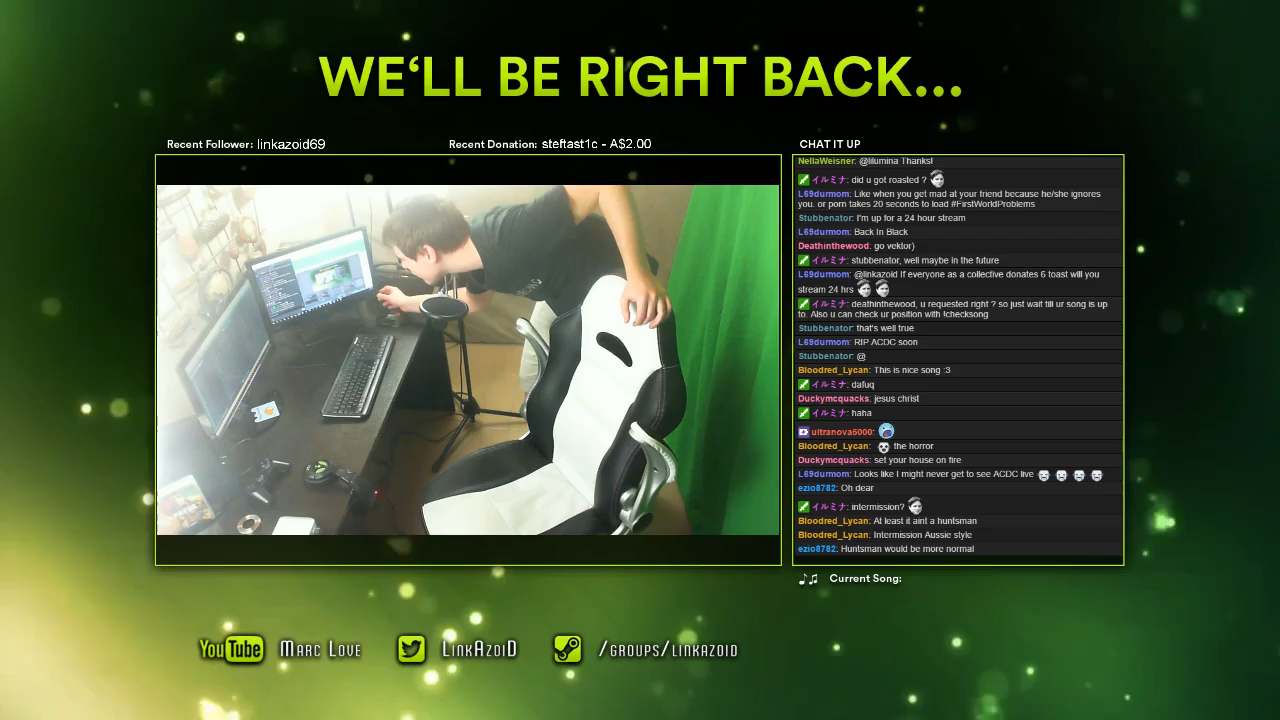 WE‘LL BE RIGHT BACK...
Recent Follower: linkazoid69
Recent Donation: steftast1c - A$2.00
CHAT IT UP
NellaWeisner: @lilumina Thanks!
イルミナ: did u got roasted ?
L69durmom: Like when you get mad at your friend because he/she ignores
you. or porn takes 20 seconds to load #FirstWorldProblems
Stubbenator: I'm up for a 24 hour stream
L69durmom: Back In Black
Deathinthewood: go vektor)
イルミナ: stubbenator, well maybe in the future
L69durmom: @linkazoid If everyone as a collective donates 6 toast will you
stream 24 hrs
イルミナ: deathinthewood, u requested right ? so just wait till ur song is up
to. Also u can check ur position with !checksong
Stubbenator: that's well true
L69durmom: RIP ACDC soon
Stubbenator: @
Bloodred_Lycan: This is nice song :3
イルミナ: dafuq
Duckymcquacks: jesus christ
イルミナ: haha
ultranova5000:
Bloodred_Lycan: the horror
Duckymcquacks: set your house on fire
L69durmom: Looks like I might never get to see ACDC live
ezio8782: Oh dear
イルミナ: intermission?
Bloodred_Lycan: At least it aint a huntsman
Bloodred_Lycan: Intermission Aussie style
ezio8782: Huntsman would be more normal
Current Song:
YouTube Marc Love
LinkAzoiD
/groups/linkazoid